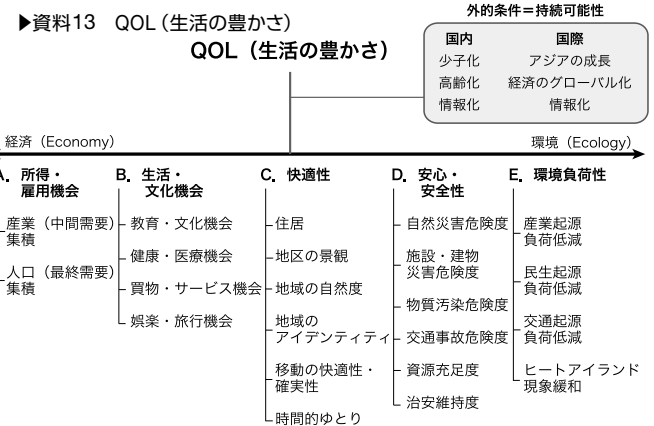 ▶資料13 QOL（生活の豊かさ）
外的条件＝持続可能性
QOL（生活の豊かさ）
国内 国際
少子化 アジアの成長
高齢化 経済のグローバル化
情報化 情報化
経済（Economy） 環境（Ecology）
A. 所得・
雇用機会
産業（中間需要）
集積
人口（最終需要）
集積
B. 生活・
文化機会
教育・文化機会
健康・医療機会
買物・サービス機会
娯楽・旅行機会
C. 快適性
住居
地区の景観
地域の自然度
地域の
アイデンティティ
移動の快適性・
確実性
時間的ゆとり
D. 安心・
安全性
自然災害危険度
施設・建物
災害危険度
物質汚染危険度
交通事故危険度
資源充足度
治安維持度
E. 環境負荷性
産業起源
負荷低減
民生起源
負荷低減
交通起源
負荷低減
ヒートアイランド
現象緩和